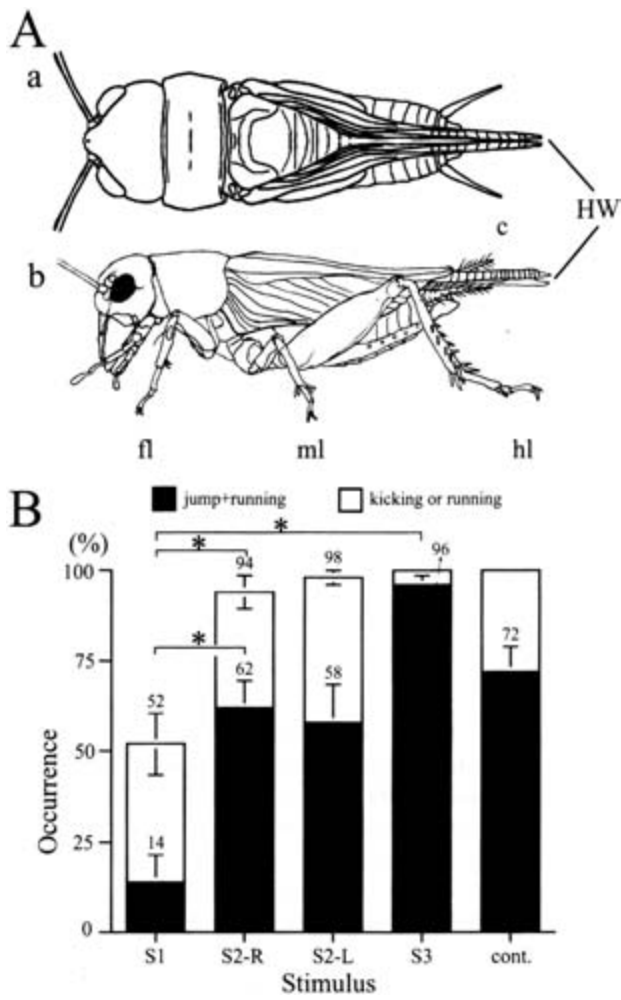 A
a
HW
c
b
fl ml hl
B
jump+running kicking or running
(%)
*
*
94 98 96
100
72
75
*
62 58
52
50
14
25
0
Occurrence
S1 S2-R S2-L S3 cont.
Stimulus